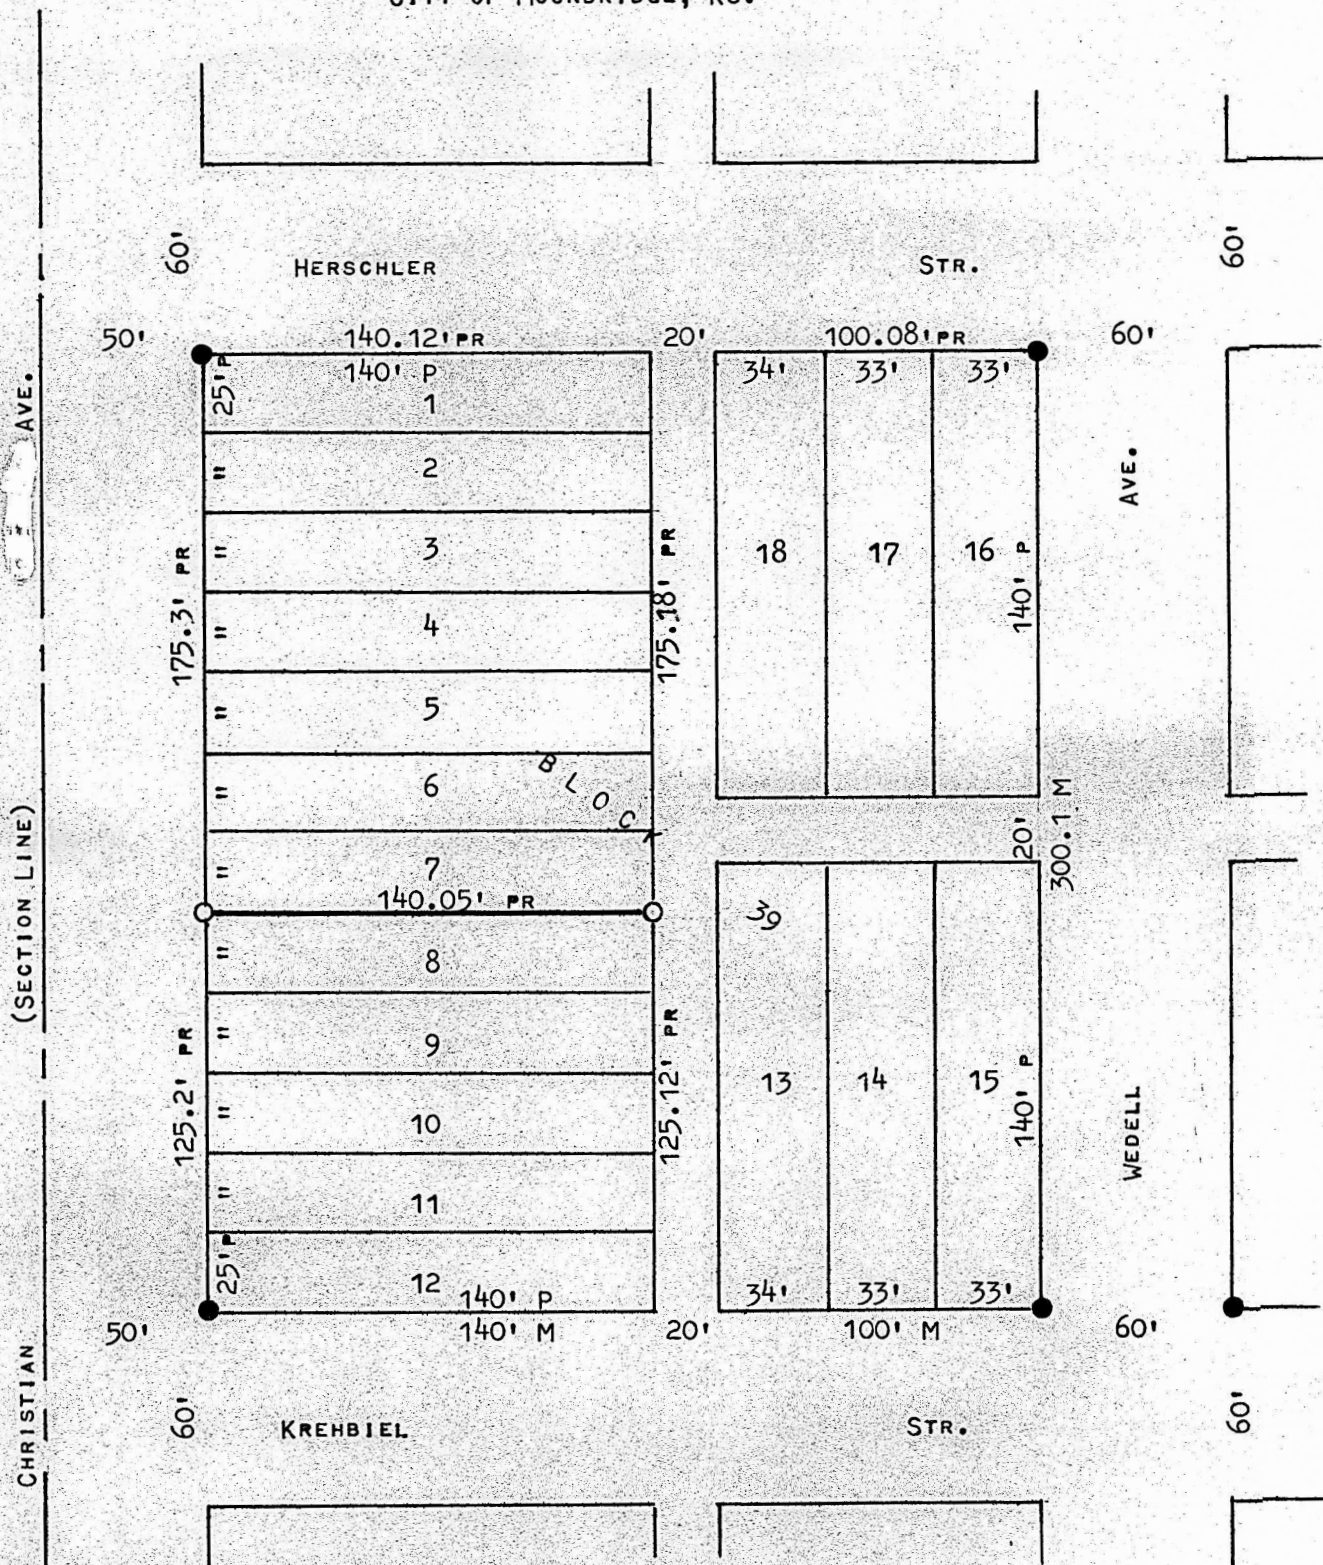 CITY OF MOUNDRIDGE, KS.
60'
HERSCHLER
STR.
60'
50'
140.12' PR
20'
100.08' PR
60'
140' P
25' P
1
34'
33'
33'
AVE.
"
2
AVE.
"
3
18
17
16
140' P
175.3' PR
175.18' PR
"
4
"
5
"
6
BLOCK
300.1 M
20'
"
7
140.05' PR
(SECTION LINE)
39
"
8
"
9
125.2' PR
125.12' PR
13
14
15
140' P
"
10
WEDELL
"
11
25' P
12
140' P
34'
33'
33'
50'
140' M
20'
100' M
60'
CHRISTIAN
60'
KREHBIEL
STR.
60'